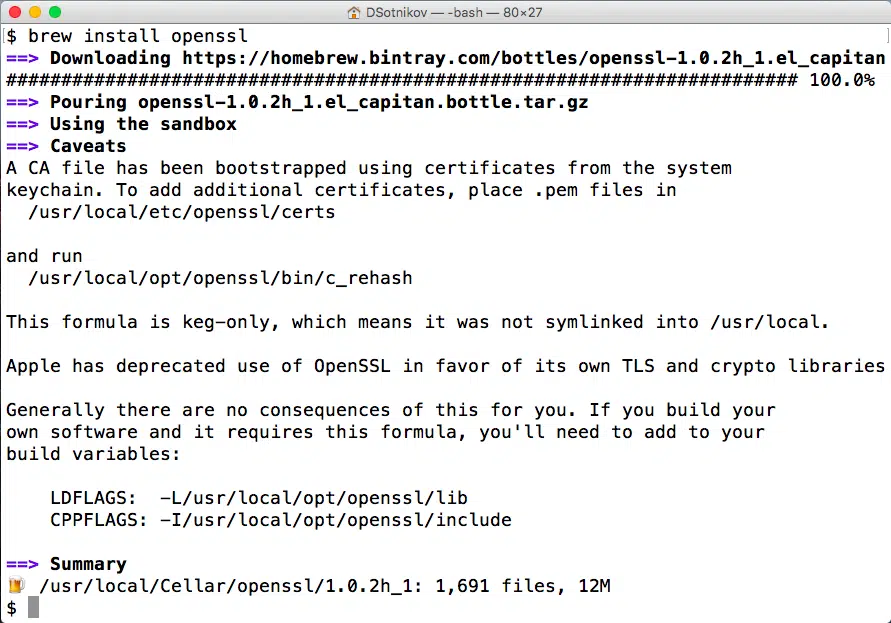 DSotnikov — -bash — 80×27
$ brew install openssl
==> Downloading https://homebrew.bintray.com/bottles/openssl-1.0.2h_1.el_capitan
######################################################################## 100.0%
==> Pouring openssl-1.0.2h_1.el_capitan.bottle.tar.gz
==> Using the sandbox
==> Caveats
A CA file has been bootstrapped using certificates from the system
keychain. To add additional certificates, place .pem files in
  /usr/local/etc/openssl/certs

and run
  /usr/local/opt/openssl/bin/c_rehash

This formula is keg-only, which means it was not symlinked into /usr/local.

Apple has deprecated use of OpenSSL in favor of its own TLS and crypto libraries

Generally there are no consequences of this for you. If you build your
own software and it requires this formula, you'll need to add to your
build variables:

    LDFLAGS:  -L/usr/local/opt/openssl/lib
    CPPFLAGS: -I/usr/local/opt/openssl/include

==> Summary
🍺 /usr/local/Cellar/openssl/1.0.2h_1: 1,691 files, 12M
$